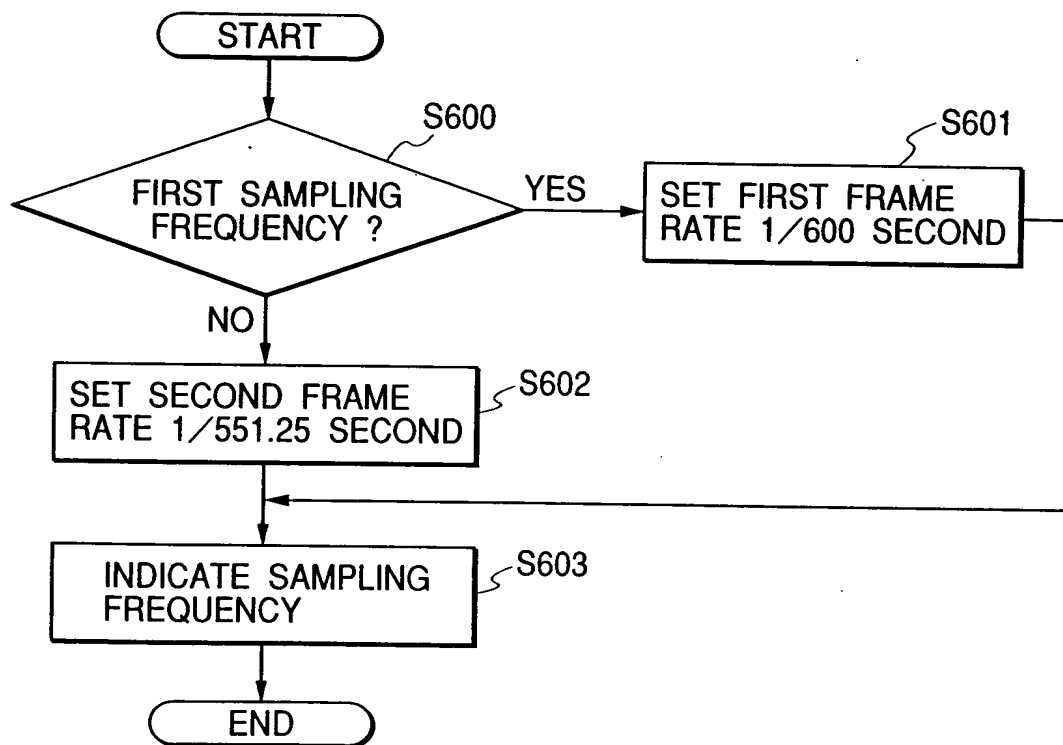 START
S600
FIRST SAMPLING
FREQUENCY ?
YES
S601
SET FIRST FRAME
RATE 1/600 SECOND
NO
S602
SET SECOND FRAME
RATE 1/551.25 SECOND
S603
INDICATE SAMPLING
FREQUENCY
END